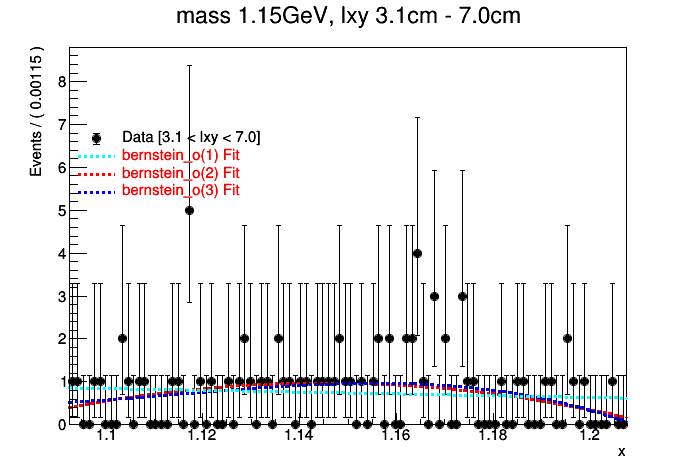 mass 1.15GeV, lxy 3.1cm - 7.0cm
Events / ( 0.00115 )
8
7
6
5
4
3
2
1
0
Data [3.1 < lxy < 7.0]
bernstein_o(1) Fit
bernstein_o(2) Fit
bernstein_o(3) Fit
1.1 1.12 1.14 1.16 1.18 1.2
x